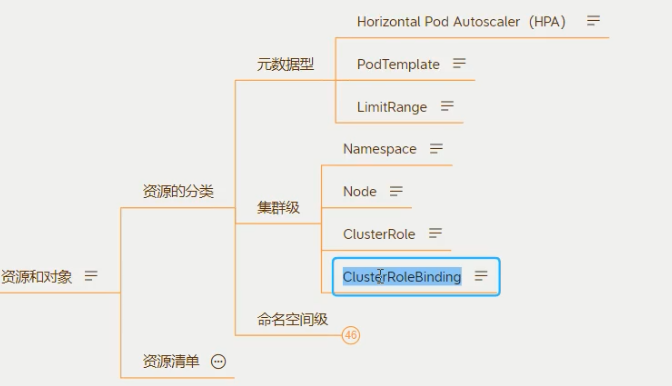 Horizontal Pod Autoscaler（HPA）
元数据型
PodTemplate
LimitRange
Namespace
资源的分类
Node
集群级
ClusterRole
资源和对象
ClusterRoleBinding
命名空间级
46
资源清单